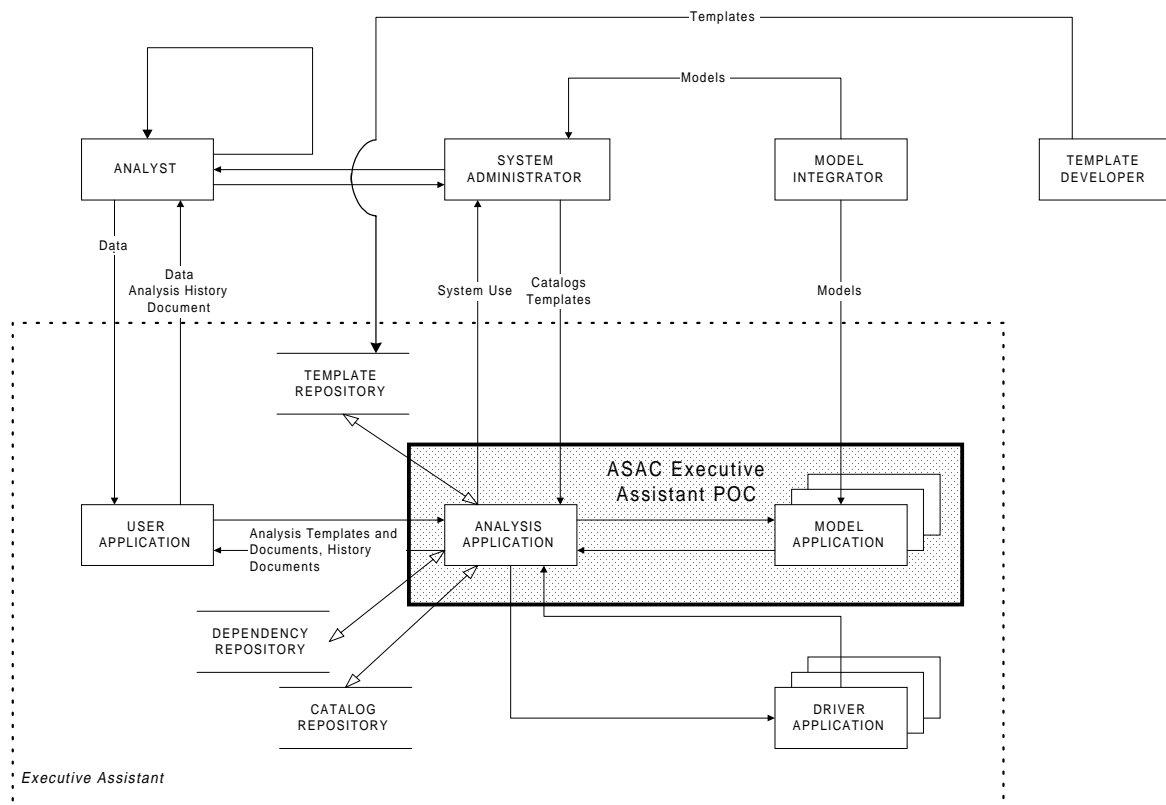 Templates
Models
ANALYST
SYSTEM
ADMINISTRATOR
MODEL
INTEGRATOR
TEMPLATE
DEVELOPER
Data
Data
Analysis History
Document
System Use
Catalogs
Templates
Models
TEMPLATE
REPOSITORY
ASAC Executive
Assistant POC
USER
APPLICATION
Analysis Templates and
Documents, History
Documents
ANALYSIS
APPLICATION
MODEL
APPLICATION
DEPENDENCY
REPOSITORY
CATALOG
REPOSITORY
DRIVER
APPLICATION
Executive Assistant